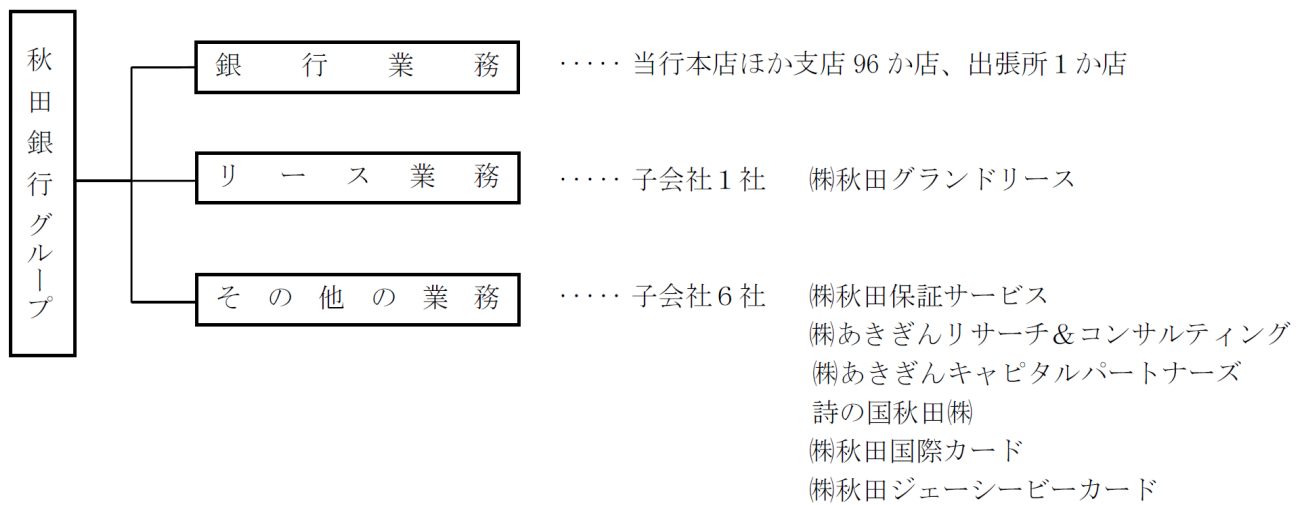 秋田銀行グループ
銀行業務 ‥‥‥ 当行本店ほか支店 96 か店、出張所1か店
リース業務 ‥‥‥ 子会社1社 ㈱秋田グランドリース
その他の業務 ‥‥‥ 子会社6社 ㈱秋田保証サービス
㈱あきぎんリサーチ&コンサルティング
㈱あきぎんキャピタルパートナーズ
詩の国秋田㈱
㈱秋田国際カード
㈱秋田ジェーシービーカード